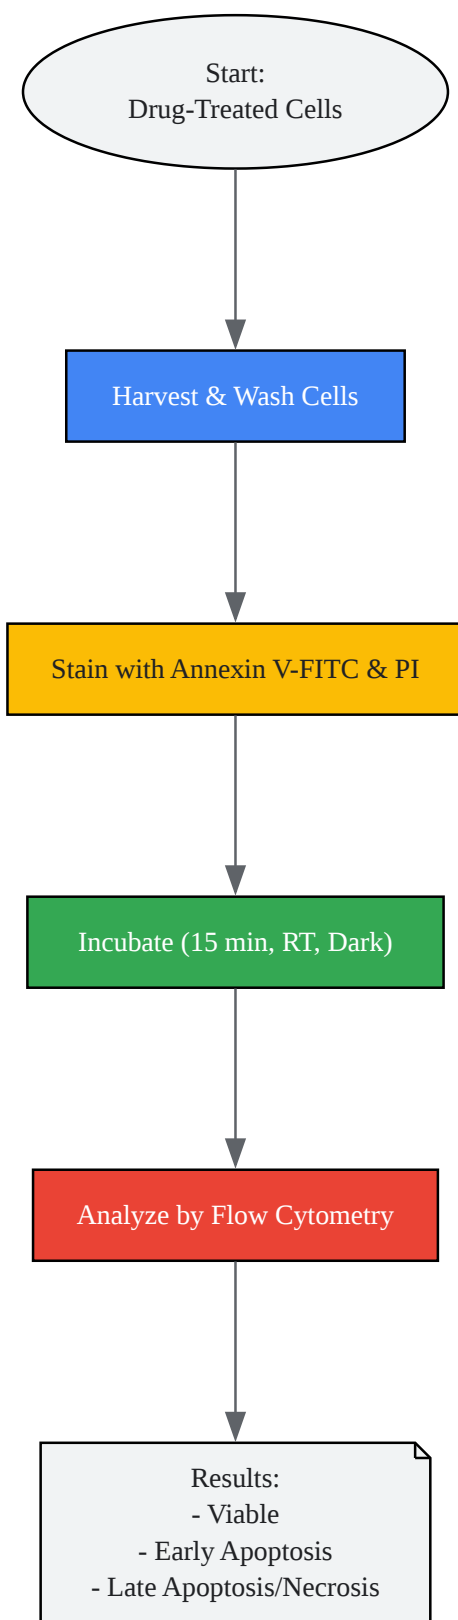 Start:
Drug-Treated Cells
Harvest & Wash Cells
Stain with Annexin V-FITC & PI
Incubate (15 min, RT, Dark)
Analyze by Flow Cytometry
Results:
- Viable
- Early Apoptosis
- Late Apoptosis/Necrosis